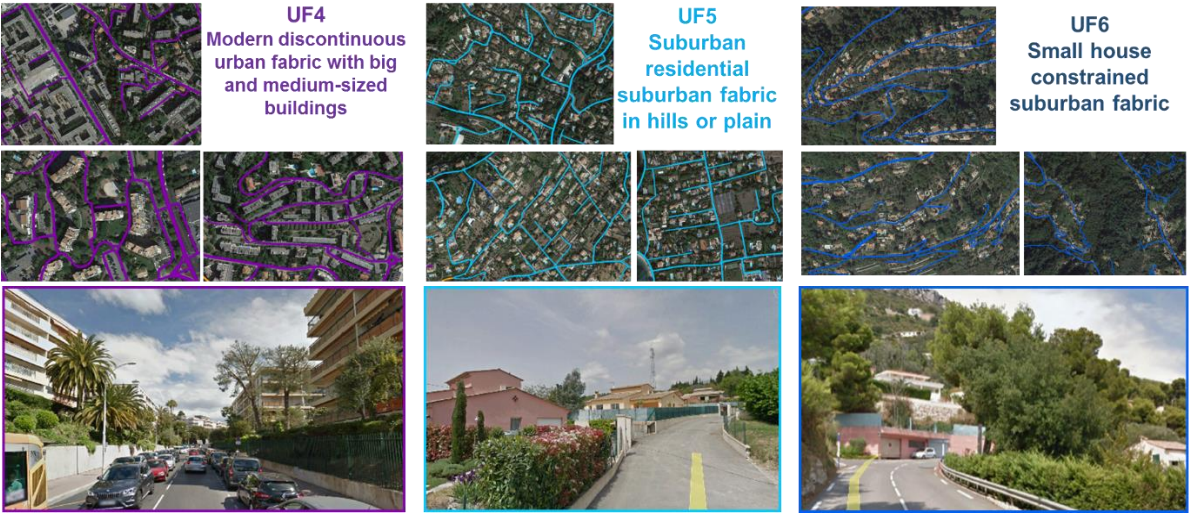 UF4
Modern discontinuous
urban fabric with big
and medium-sized
buildings
UF5
Suburban
residential
suburban fabric
in hills or plain
UF6
Small house
constrained
suburban fabric